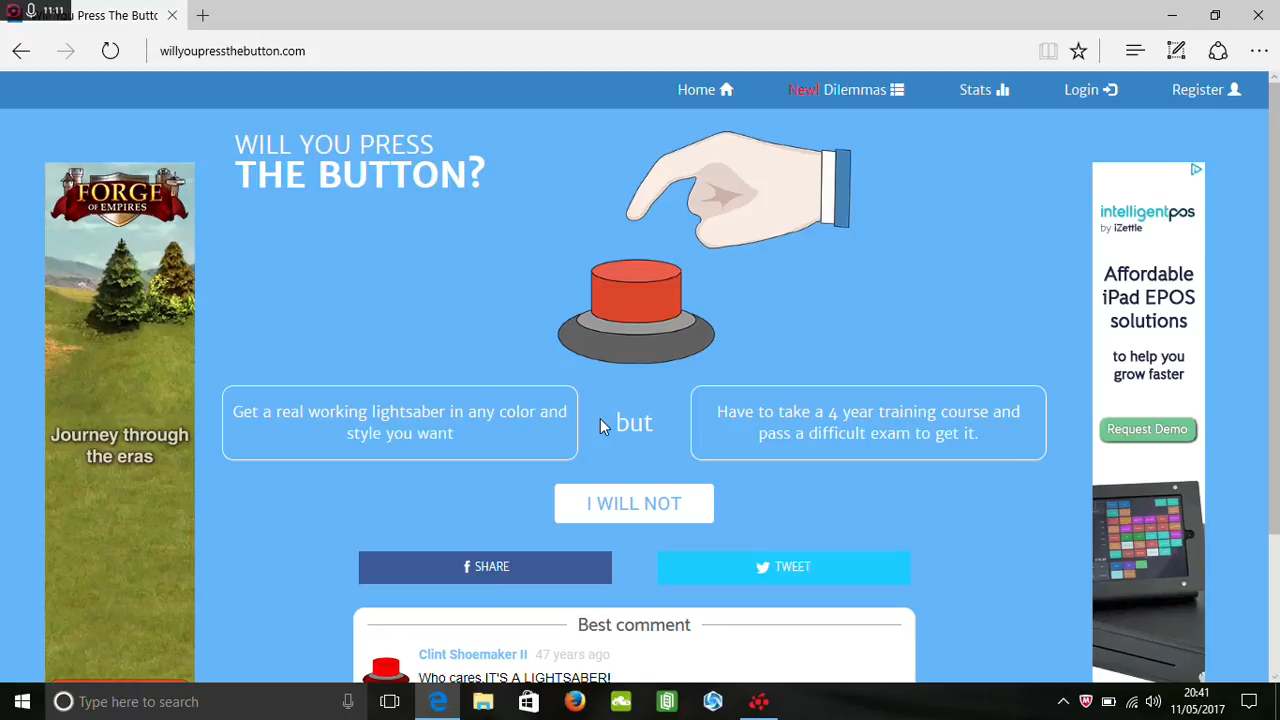 11:11
Will You Press The Butto
willyoupressthebutton.com
Home
New! Dilemmas
Stats
Login
Register
WILL YOU PRESS
THE BUTTON?
FORGE
OF EMPIRES
Journey through
the eras
intelligentpos
by iZettle
Affordable
iPad EPOS
solutions
to help you
grow faster
Request Demo
Get a real working lightsaber in any color and
style you want
but
Have to take a 4 year training course and
pass a difficult exam to get it.
I WILL NOT
SHARE
TWEET
Best comment
Clint Shoemaker II 47 years ago
Who cares IT'S A LIGHTSABER!
Type here to search
20:41
11/05/2017